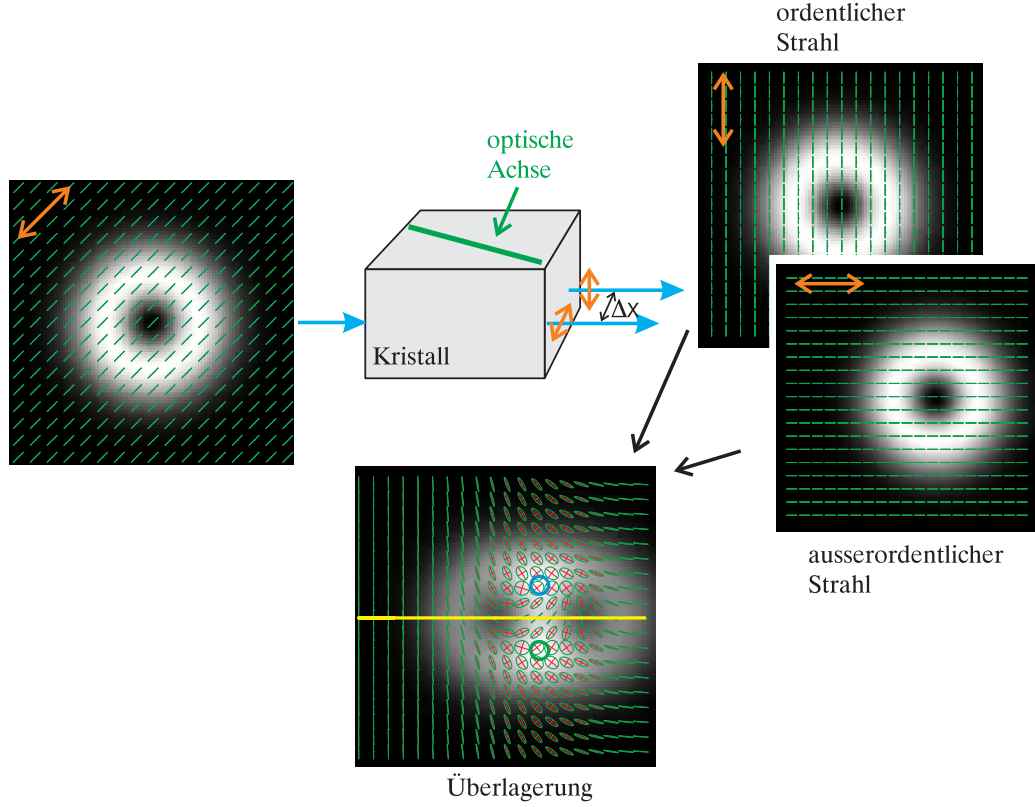 ordentlicher
Strahl
optische
Achse
Δx
Kristall
ausserordentlicher
Strahl
Überlagerung